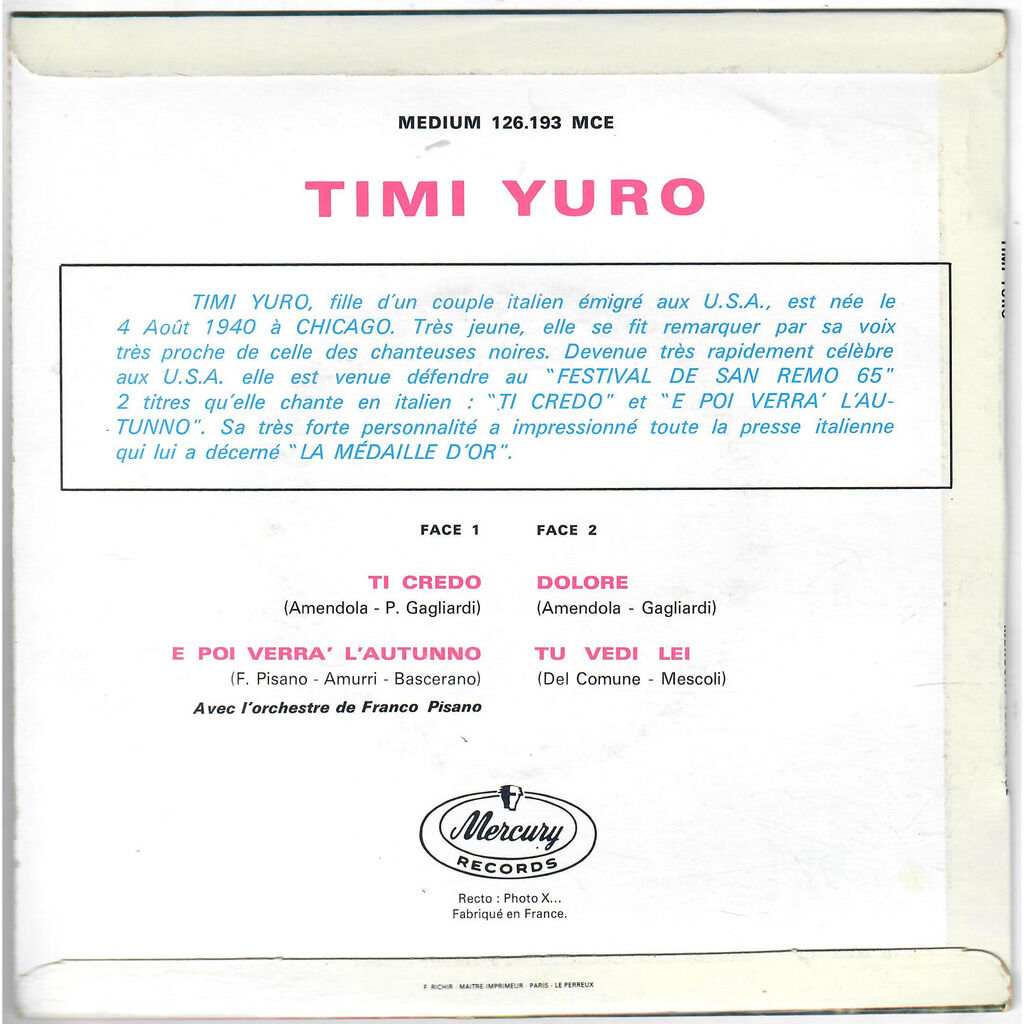 MEDIUM 126.193 MCE
TIMI YURO
TIMI YURO, fille d'un couple italien émigré aux U.S.A., est née le
4 Août 1940 à CHICAGO. Très jeune, elle se fit remarquer par sa voix
très proche de celle des chanteuses noires. Devenue très rapidement célèbre
aux U.S.A. elle est venue défendre au "FESTIVAL DE SAN REMO 65"
2 titres qu'elle chante en italien : "TI CREDO" et "E POI VERRA' L'AU-
TUNNO". Sa très forte personnalité a impressionné toute la presse italienne
qui lui a décerné "LA MÉDAILLE D'OR".
FACE 1
TI CREDO
(Amendola - P. Gagliardi)
E POI VERRA' L'AUTUNNO
(F. Pisano - Amurri - Bascerano)
Avec l'orchestre de Franco Pisano
FACE 2
DOLORE
(Amendola - Gagliardi)
TU VEDI LEI
(Del Comune - Mescoli)
Mercury
RECORDS
Recto : Photo X...
Fabriqué en France.
F. RICHIR - MAITRE-IMPRIMEUR - PARIS - LE PERREUX